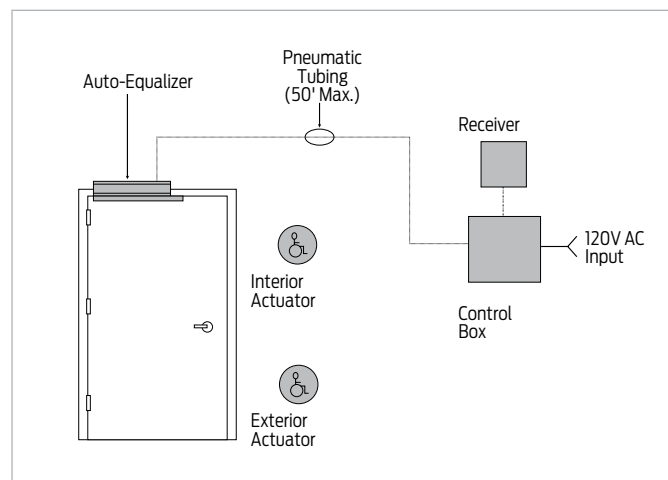 Auto-Equalizer
Pneumatic
Tubing
(50' Max.)
Receiver
120V AC
Input
Interior
Actuator
Control
Box
Exterior
Actuator